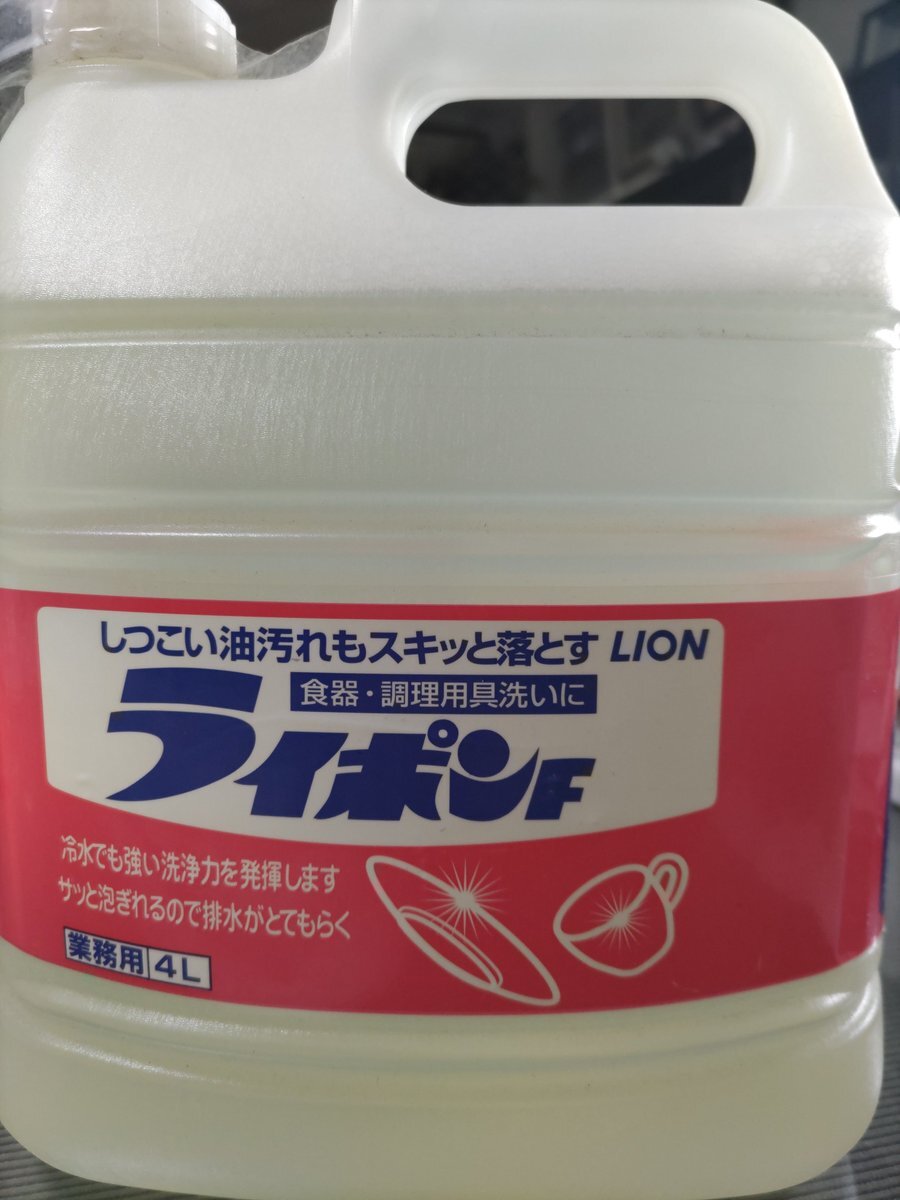 しつこい油汚れもスキッと落とす LION
食器・調理用具洗いに
ライポンF
冷水でも強い洗浄力を発揮します
サッと泡ぎれるので排水がとてもらく
業務用 4L